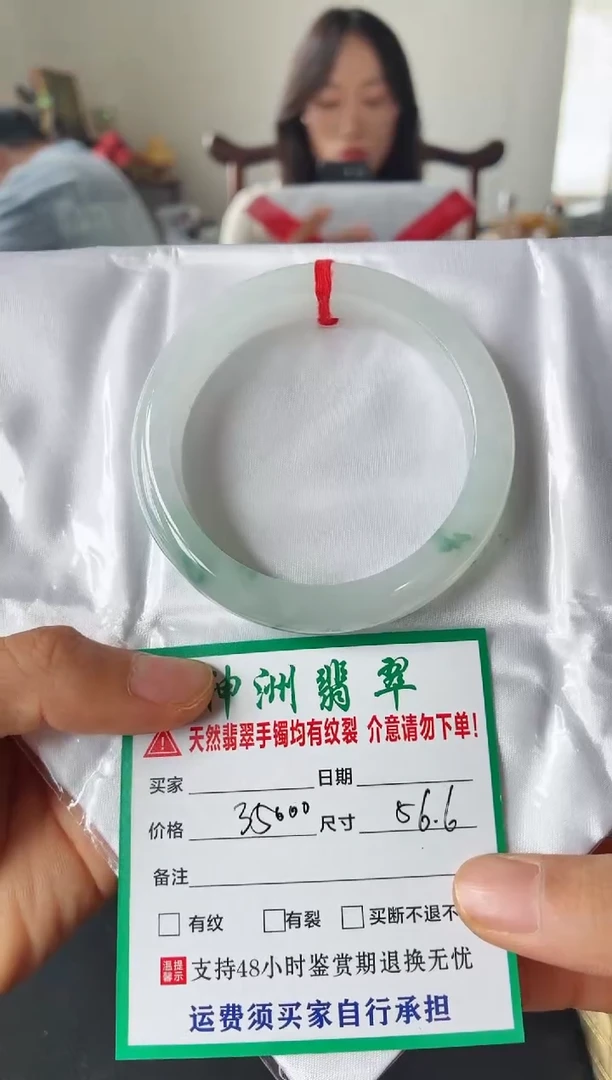 神洲翡翠
天然翡翠手镯均有纹裂 介意请勿下单!
买家 日期
价格 35000 尺寸 56.6
备注
有纹 有裂 买断不退不
温馨提示 支持48小时鉴赏期退换无忧
运费须买家自行承担